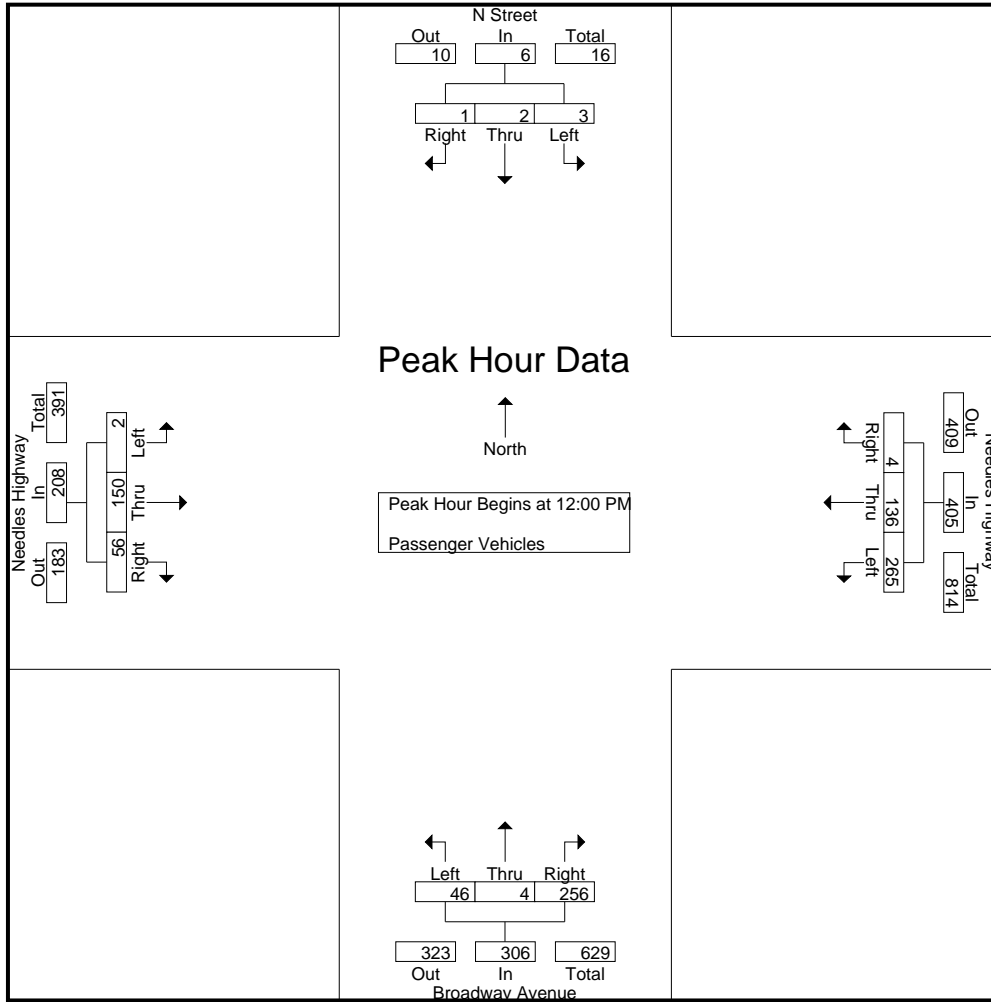 N Street
Out In Total
10 6 16
1 2 3
Right Thru Left
Peak Hour Data
North
Peak Hour Begins at 12:00 PM
Passenger Vehicles
Needles Highway
Total In Out
391 208 183
2 150 56
Left Thru Right
Right Thru Left
4 136 265
Out In Total
409 405 814
Needles Highway
Left Thru Right
46 4 256
323 306 629
Out In Total
Broadway Avenue